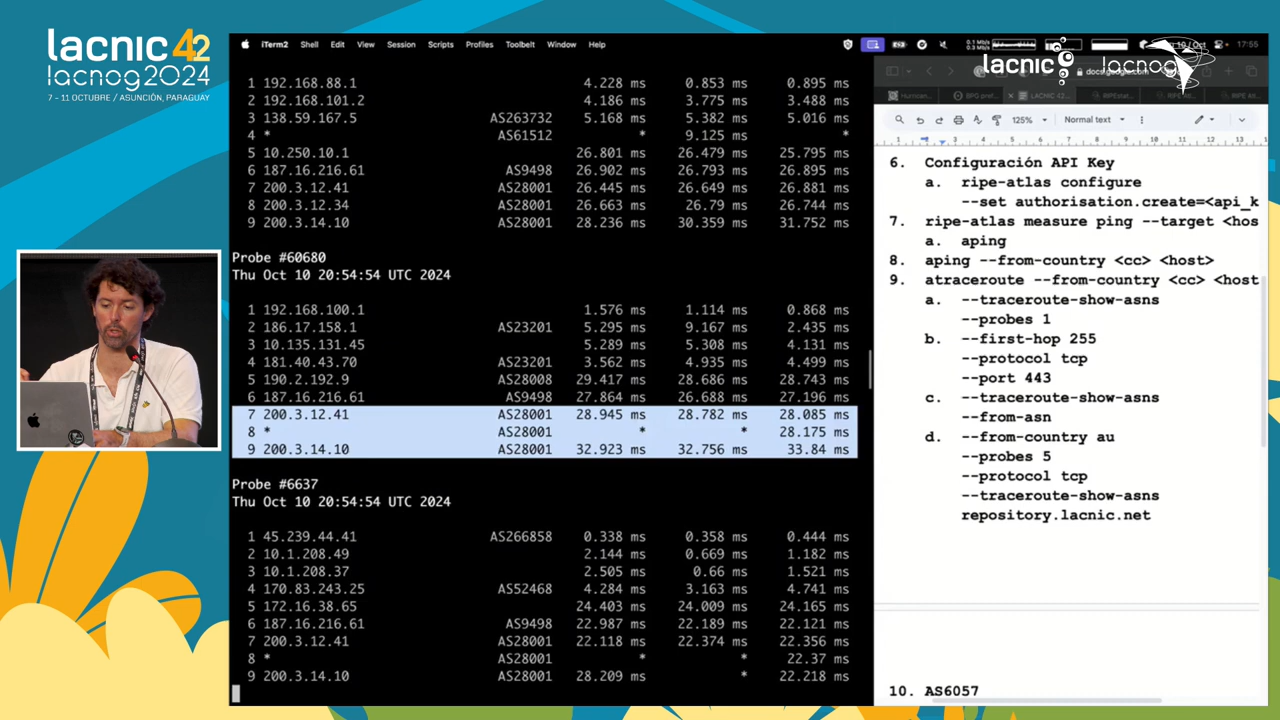 lacnic 42
lacnog2024
7 - 11 OCTUBRE / ASUNCIÓN, PARAGUAY
iTerm2 Shell Edit View Session Scripts Profiles Toolbelt Window Help
17:55
lacnic
lacnog
docs.google.com
1 192.168.88.1 4.228 ms 0.853 ms 0.895 ms
2 192.168.101.2 4.186 ms 3.775 ms 3.488 ms
3 138.59.167.5 AS263732 5.168 ms 5.382 ms 5.016 ms
4 * AS61512 * 9.125 ms *
5 10.250.10.1 26.801 ms 26.479 ms 25.795 ms
6 187.16.216.61 AS9498 26.902 ms 26.793 ms 26.895 ms
7 200.3.12.41 AS28001 26.445 ms 26.649 ms 26.881 ms
8 200.3.12.34 AS28001 26.663 ms 26.79 ms 26.744 ms
9 200.3.14.10 AS28001 28.236 ms 30.359 ms 31.752 ms
Probe #60680
Thu Oct 10 20:54:54 UTC 2024
1 192.168.100.1 1.576 ms 1.114 ms 0.868 ms
2 186.17.158.1 AS23201 5.295 ms 9.167 ms 2.435 ms
3 10.135.131.45 5.289 ms 5.308 ms 4.131 ms
4 181.40.43.70 AS23201 3.562 ms 4.935 ms 4.499 ms
5 190.2.192.9 AS28008 29.417 ms 28.686 ms 28.743 ms
6 187.16.216.61 AS9498 27.864 ms 26.688 ms 27.196 ms
7 200.3.12.41 AS28001 28.945 ms 28.782 ms 28.085 ms
8 * AS28001 * * 28.175 ms
9 200.3.14.10 AS28001 32.923 ms 32.756 ms 33.84 ms
Probe #6637
Thu Oct 10 20:54:54 UTC 2024
1 45.239.44.41 AS266858 0.338 ms 0.358 ms 0.444 ms
2 10.1.208.49 2.144 ms 0.669 ms 1.182 ms
3 10.1.208.37 2.505 ms 0.66 ms 1.521 ms
4 170.83.243.25 AS52468 4.284 ms 3.163 ms 4.741 ms
5 172.16.38.65 24.403 ms 24.009 ms 24.165 ms
6 187.16.216.61 AS9498 22.987 ms 22.189 ms 22.121 ms
7 200.3.12.41 AS28001 22.118 ms 22.374 ms 22.356 ms
8 * AS28001 * * 22.37 ms
9 200.3.14.10 AS28001 28.209 ms * 22.218 ms
LACNIC 42
125% Normal text
1 3 4 5 6 7 8 9 10 11 12 13
6. Configuración API Key
a. ripe-atlas configure
--set authorisation.create=<api_k
7. ripe-atlas measure ping --target <hos
a. aping
8. aping --from-country <cc> <host>
9. atraceroute --from-country <cc> <host
a. --traceroute-show-asns
--probes 1
b. --first-hop 255
--protocol tcp
--port 443
c. --traceroute-show-asns
--from-asn
d. --from-country au
--probes 5
--protocol tcp
--traceroute-show-asns
repository.lacnic.net
10. AS6057